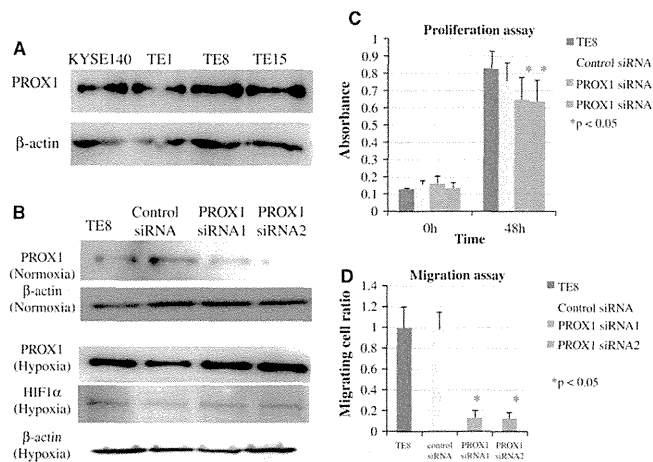 A
KYSE140 TE1 TE8 TE15
PROX1
β-actin
B
TE8 Control siRNA PROX1 siRNA1 PROX1 siRNA2
PROX1
(Normoxia)
β-actin
(Normoxia)
PROX1
(Hypoxia)
HIF1α
(Hypoxia)
β-actin
(Hypoxia)
C
Proliferation assay
Absorbance
1
0.9
0.8
0.7
0.6
0.5
0.4
0.3
0.2
0.1
0
* *
0h 48h
Time
TE8
Control siRNA
PROX1 siRNA
PROX1 siRNA
*p < 0.05
D
Migration assay
Migrating cell ratio
1.4
1.2
1
0.8
0.6
0.4
0.2
0
* *
TE8 control siRNA PROX1 siRNA1 PROX1 siRNA2
TE8
Control siRNA
PROX1 siRNA1
PROX1 siRNA2
*p < 0.05